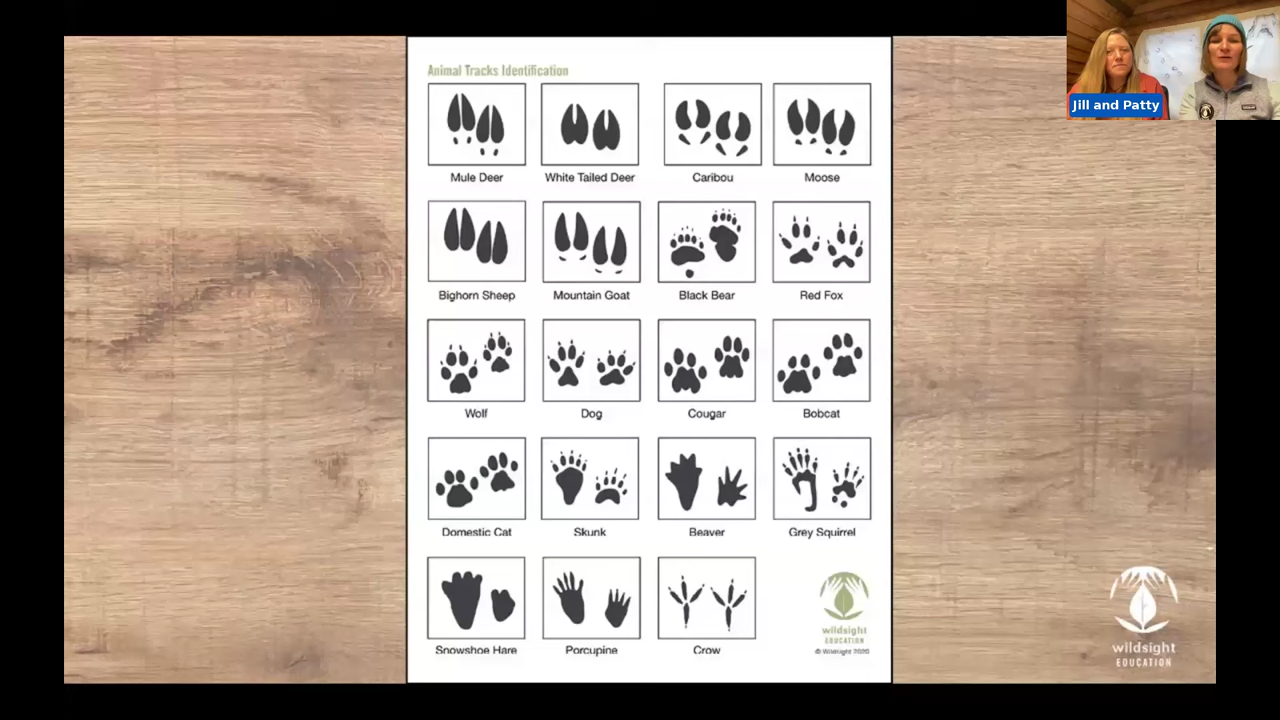 Animal Tracks Identification
Jill and Patty
Mule Deer
White Tailed Deer
Caribou
Moose
Bighorn Sheep
Mountain Goat
Black Bear
Red Fox
Wolf
Dog
Cougar
Bobcat
Domestic Cat
Skunk
Beaver
Grey Squirrel
Snowshoe Hare
Porcupine
Crow
wildsight
EDUCATION
© Wildsight 2020
wildsight
EDUCATION